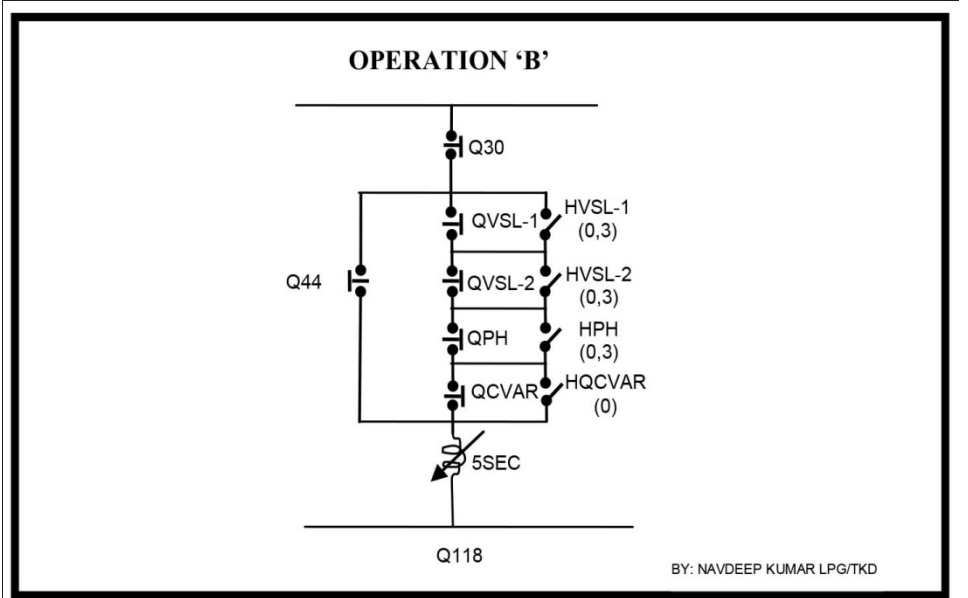 OPERATION ‘B’
Q30
QVSL-1
HVSL-1
(0,3)
Q44
QVSL-2
HVSL-2
(0,3)
QPH
HPH
(0,3)
QCVAR
HQCVAR
(0)
5SEC
Q118
BY: NAVDEEP KUMAR LPG/TKD